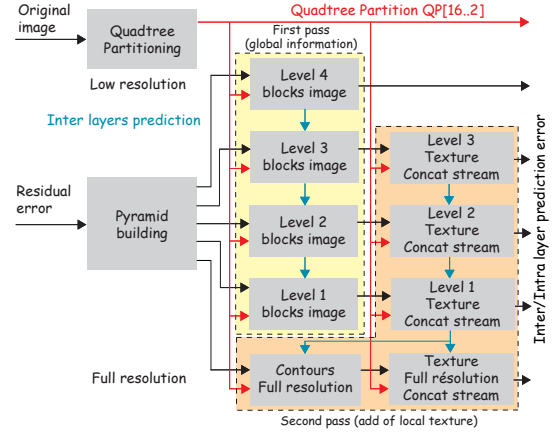 Original
image
Quadtree
Partitioning
Quadtree Partition QP[16..2]
First pass
(global information)
Low resolution
Level 4
blocks image
Inter layers prediction
Level 3
blocks image
Level 3
Texture
Concat stream
Residual
error
Pyramid
building
Level 2
blocks image
Level 2
Texture
Concat stream
Level 1
blocks image
Level 1
Texture
Concat stream
Inter/Intra layer prediction error
Full resolution
Contours
Full resolution
Texture
Full résolution
Concat stream
Second pass (add of local texture)